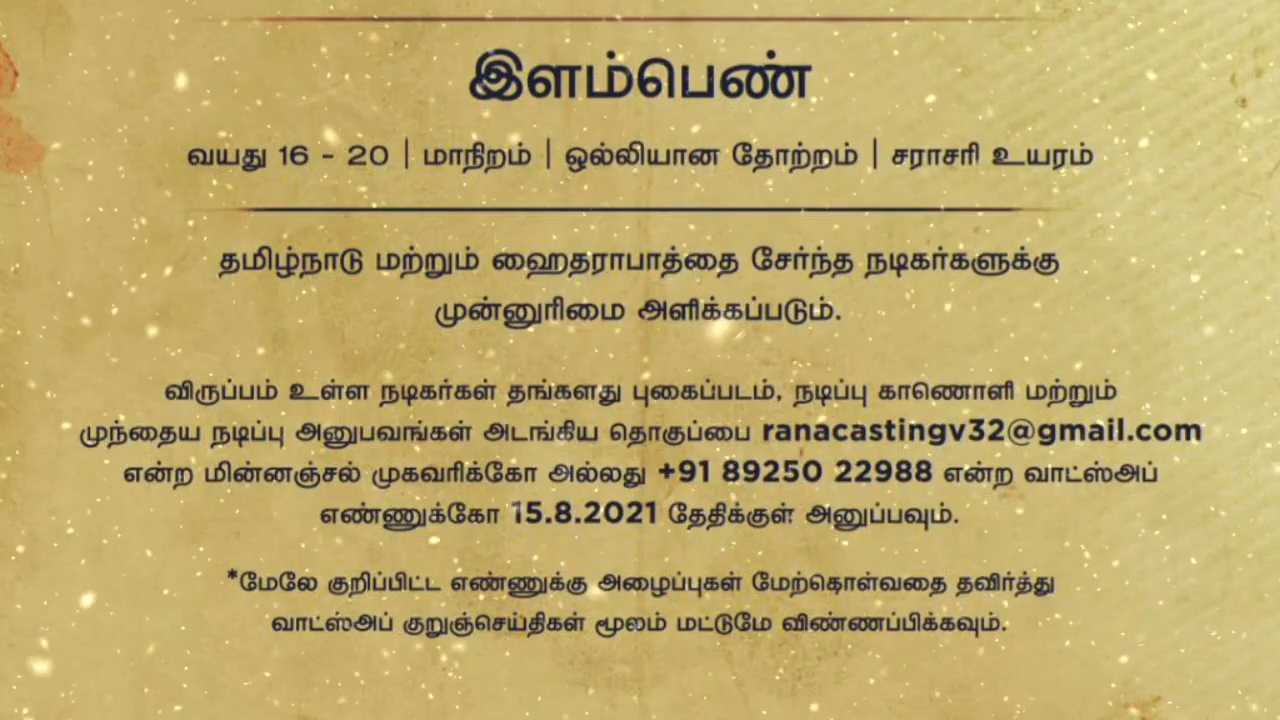 இளம்பெண்
வயது 16 - 20 | மாநிறம் | ஒல்லியான தோற்றம் | சராசரி உயரம்
தமிழ்நாடு மற்றும் ஹைதராபாத்தை சேர்ந்த நடிகர்களுக்கு
முன்னுரிமை அளிக்கப்படும்.
விருப்பம் உள்ள நடிகர்கள் தங்களது புகைப்படம், நடிப்பு காணொளி மற்றும்
முந்தைய நடிப்பு அனுபவங்கள் அடங்கிய தொகுப்பை ranacastingv32@gmail.com
என்ற மின்னஞ்சல் முகவரிக்கோ அல்லது +91 89250 22988 என்ற வாட்ஸ்அப்
எண்ணுக்கோ 15.8.2021 தேதிக்குள் அனுப்பவும்.
*மேலே குறிப்பிட்ட எண்ணுக்கு அழைப்புகள் மேற்கொள்வதை தவிர்த்து
வாட்ஸ்அப் குறுஞ்செய்திகள் மூலம் மட்டுமே விண்ணப்பிக்கவும்.